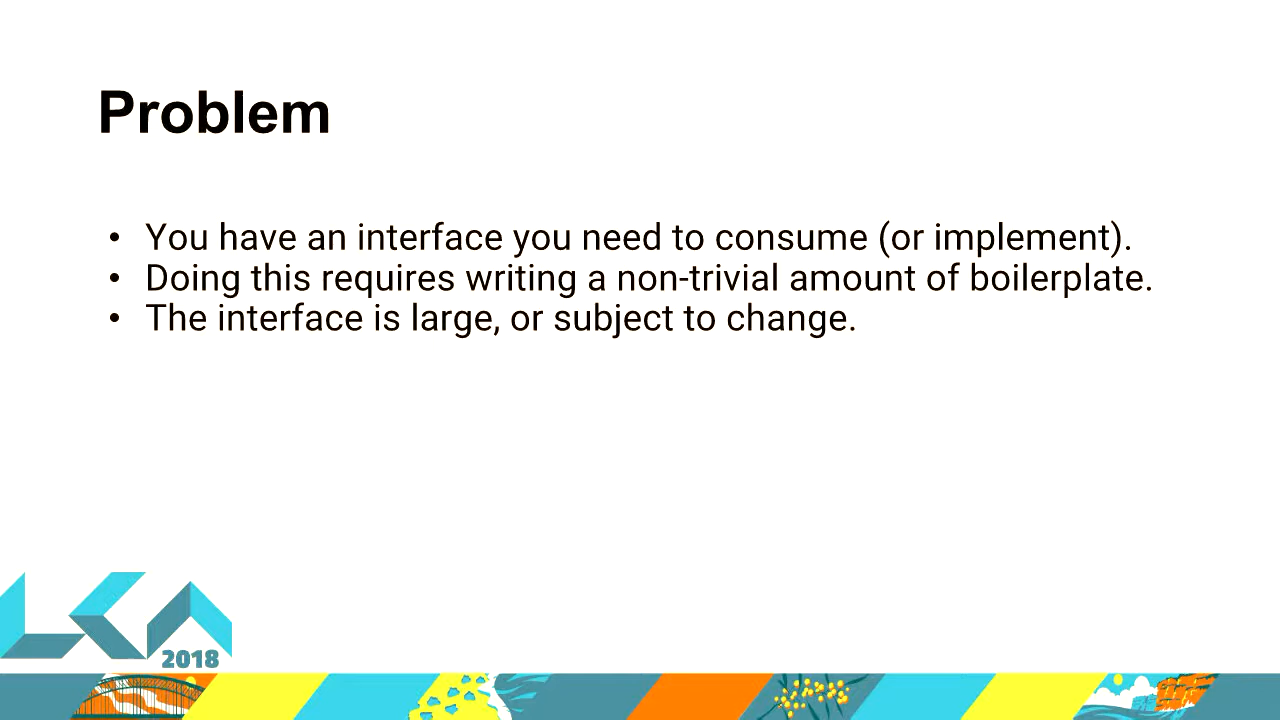 Problem
• You have an interface you need to consume (or implement).
• Doing this requires writing a non-trivial amount of boilerplate.
• The interface is large, or subject to change.
LCA
2018